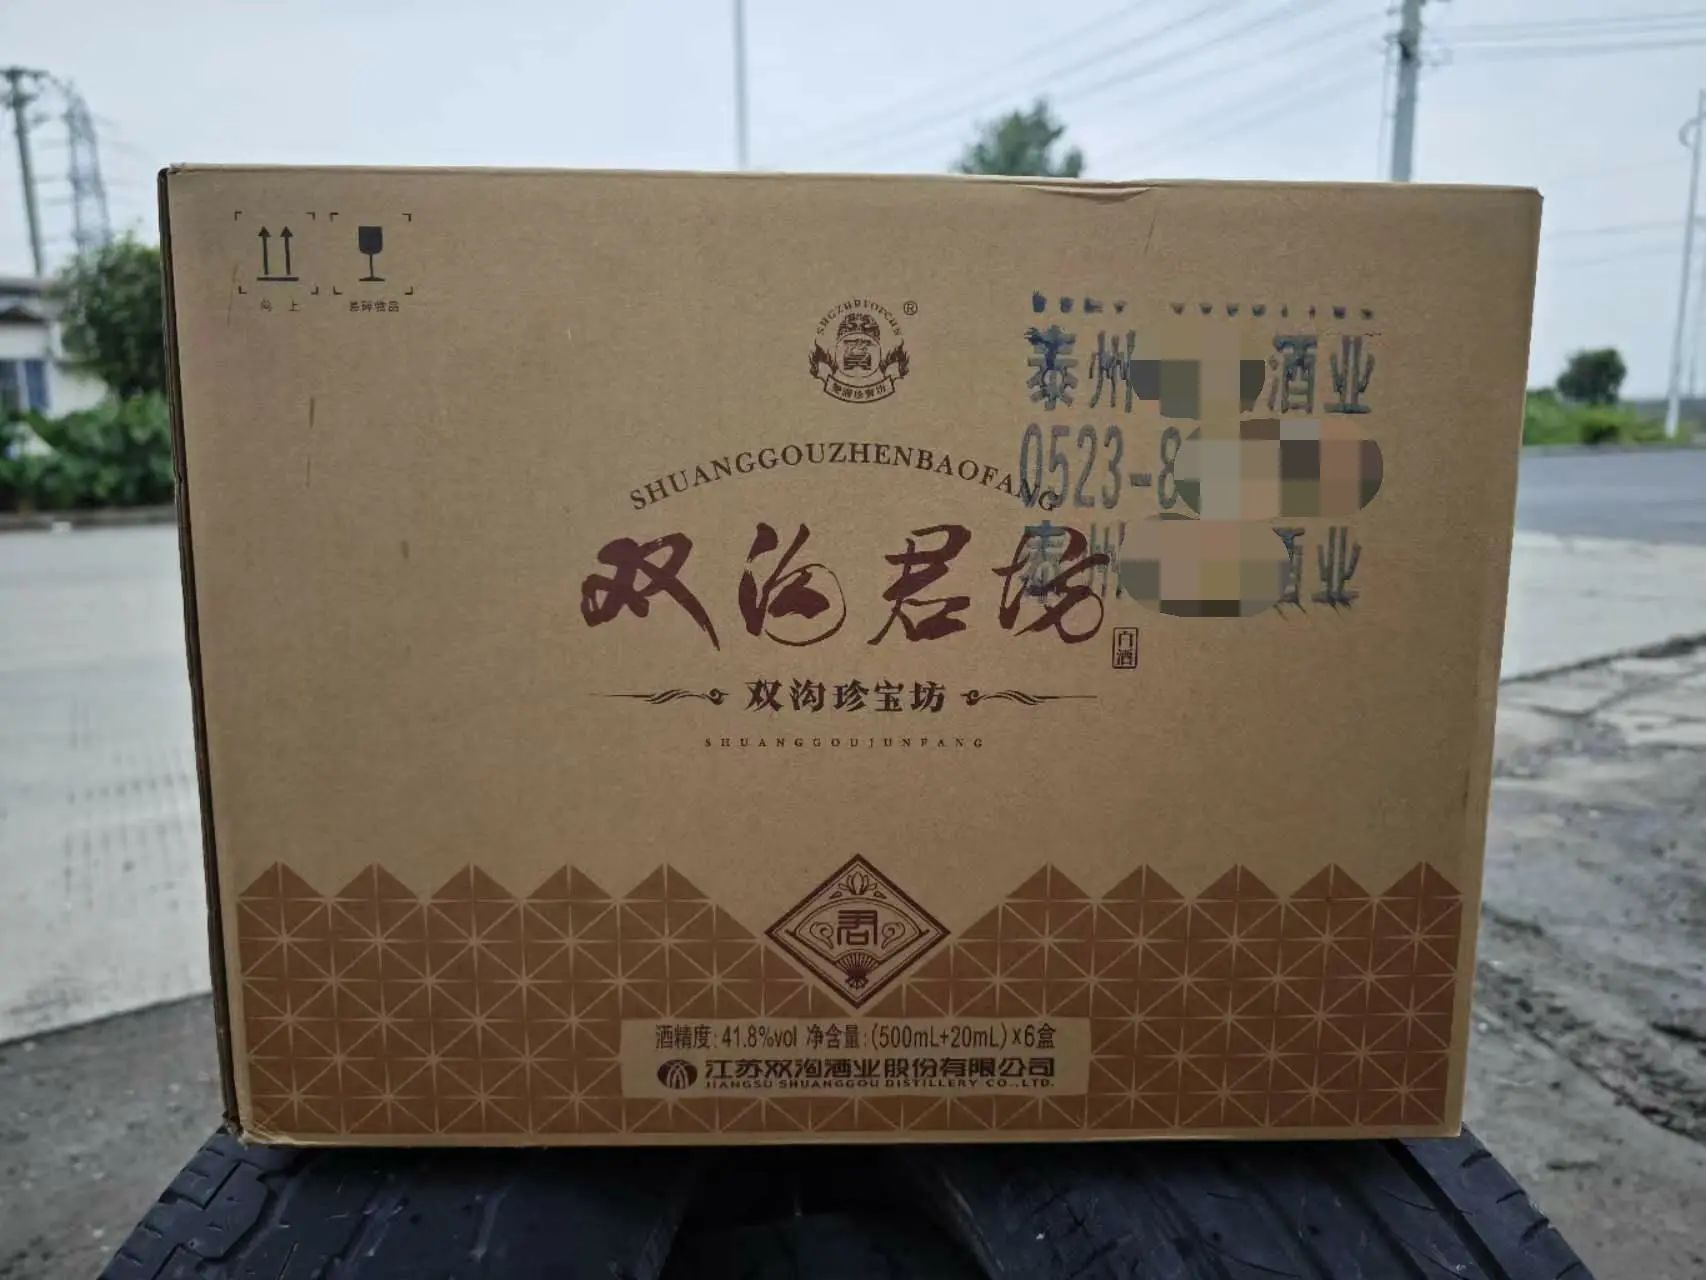 向 上
易碎物品
®
泰州
酒业
0523-8
SHUANGGOUZHENBAOFANG
泰州
酒业
双沟君坊
白酒
双沟珍宝坊
SHUANGGOUJUNFANG
君
酒精度:41.8%vol 净含量:(500mL+20mL)×6盒
江苏双沟酒业股份有限公司
JIANGSU SHUANGGOU DISTILLERY CO.,LTD.